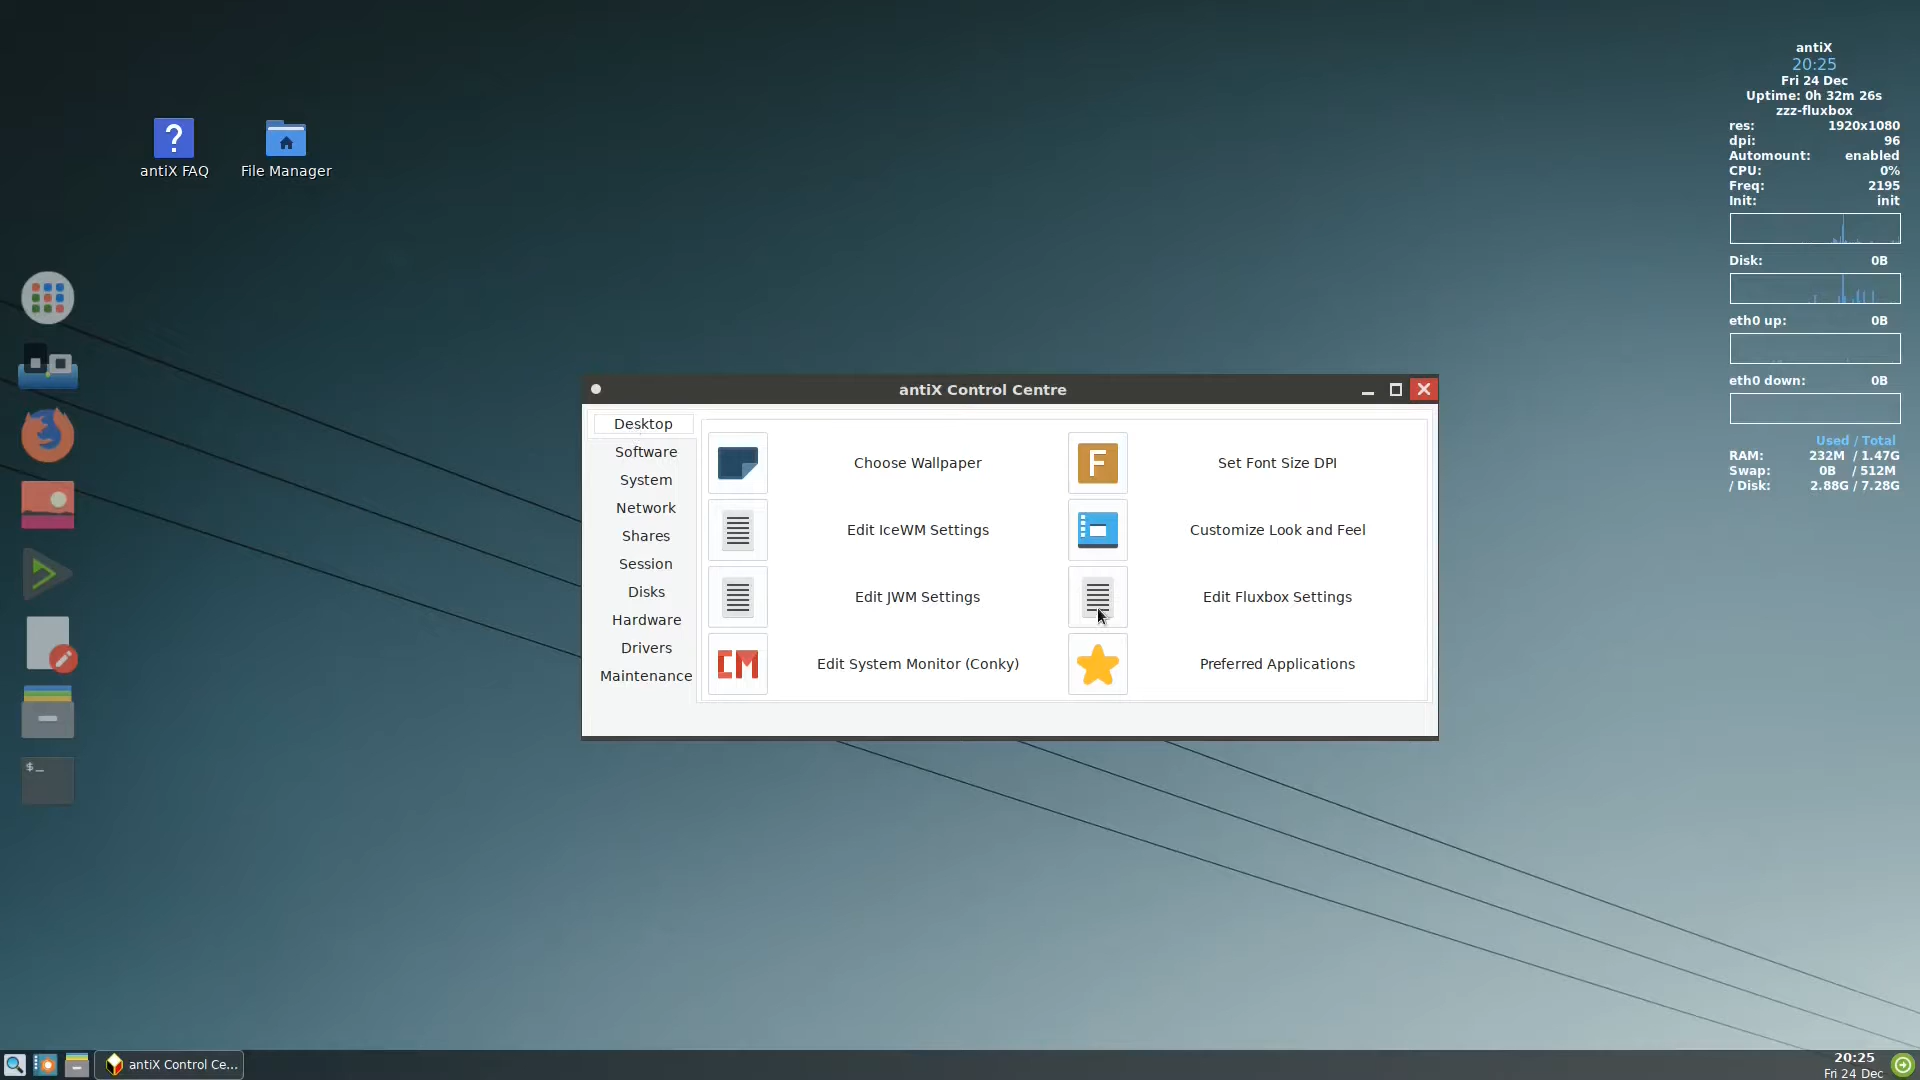 antiX
20:25
Fri 24 Dec
Uptime: 0h 32m 26s
zzz-fluxbox
res: 1920x1080
dpi: 96
Automount: enabled
CPU: 0%
Freq: 2195
Init: init
Disk: 0B
eth0 up: 0B
eth0 down: 0B
Used / Total
RAM: 232M / 1.47G
Swap: 0B / 512M
/ Disk: 2.88G / 7.28G
?
antiX FAQ
File Manager
$_
antiX Control Centre
Desktop
Software
System
Network
Shares
Session
Disks
Hardware
Drivers
Maintenance
Choose Wallpaper
F
Set Font Size DPI
Edit IceWM Settings
Customize Look and Feel
Edit JWM Settings
Edit Fluxbox Settings
CM
Edit System Monitor (Conky)
Preferred Applications
antiX Control Ce...
20:25
Fri 24 Dec